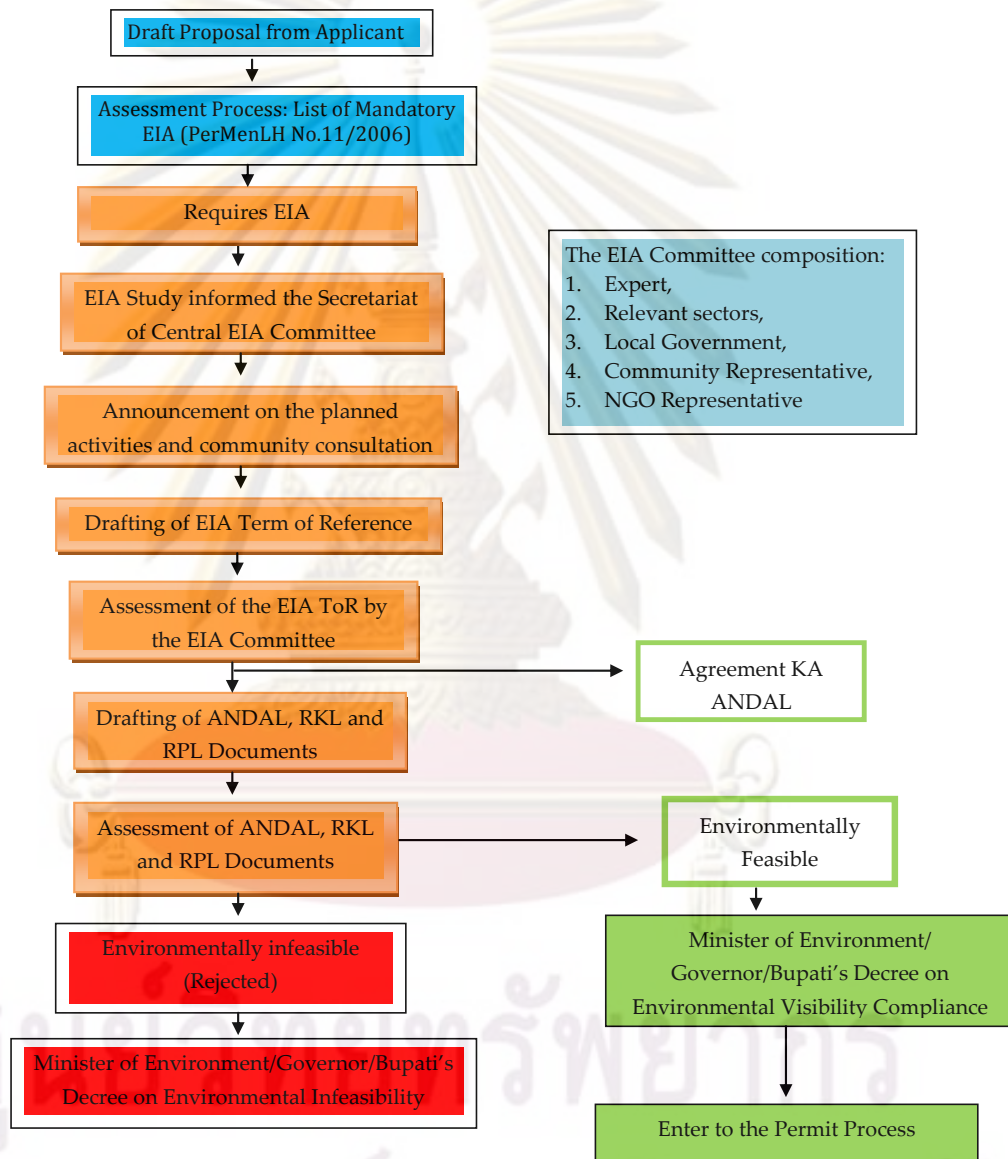 Draft Proposal from Applicant
Assessment Process: List of Mandatory
EIA (PerMenLH No.11/2006)
Requires EIA
EIA Study informed the Secretariat
of Central EIA Committee
Announcement on the planned
activities and community consultation
Drafting of EIA Term of Reference
Assessment of the EIA ToR by
the EIA Committee
Drafting of ANDAL, RKL and
RPL Documents
Assessment of ANDAL, RKL
and RPL Documents
Environmentally infeasible
(Rejected)
Minister of Environment/Governor/Bupati's
Decree on Environmental Infeasibility
The EIA Committee composition:
1. Expert,
2. Relevant sectors,
3. Local Government,
4. Community Representative,
5. NGO Representative
Agreement KA
ANDAL
Environmentally
Feasible
Minister of Environment/
Governor/Bupati's Decree on
Environmental Visibility Compliance
Enter to the Permit Process